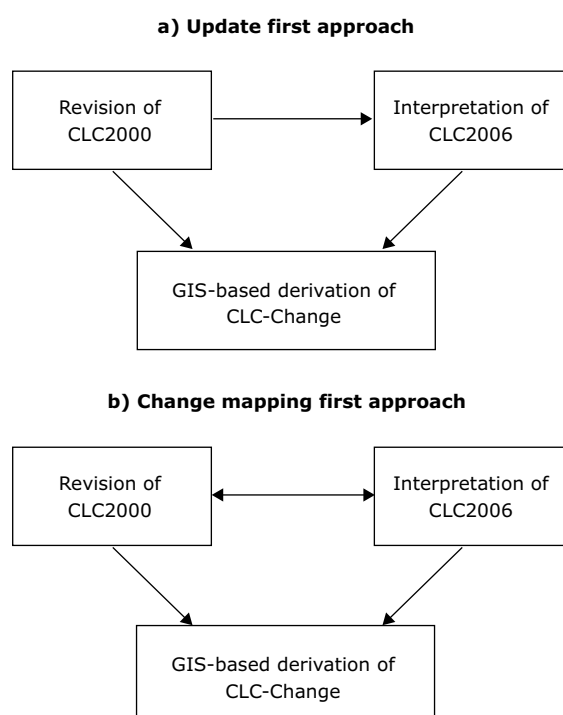 a) Update first approach
Revision of
CLC2000
Interpretation of
CLC2006
GIS-based derivation of
CLC-Change
b) Change mapping first approach
Revision of
CLC2000
Interpretation of
CLC2006
GIS-based derivation of
CLC-Change